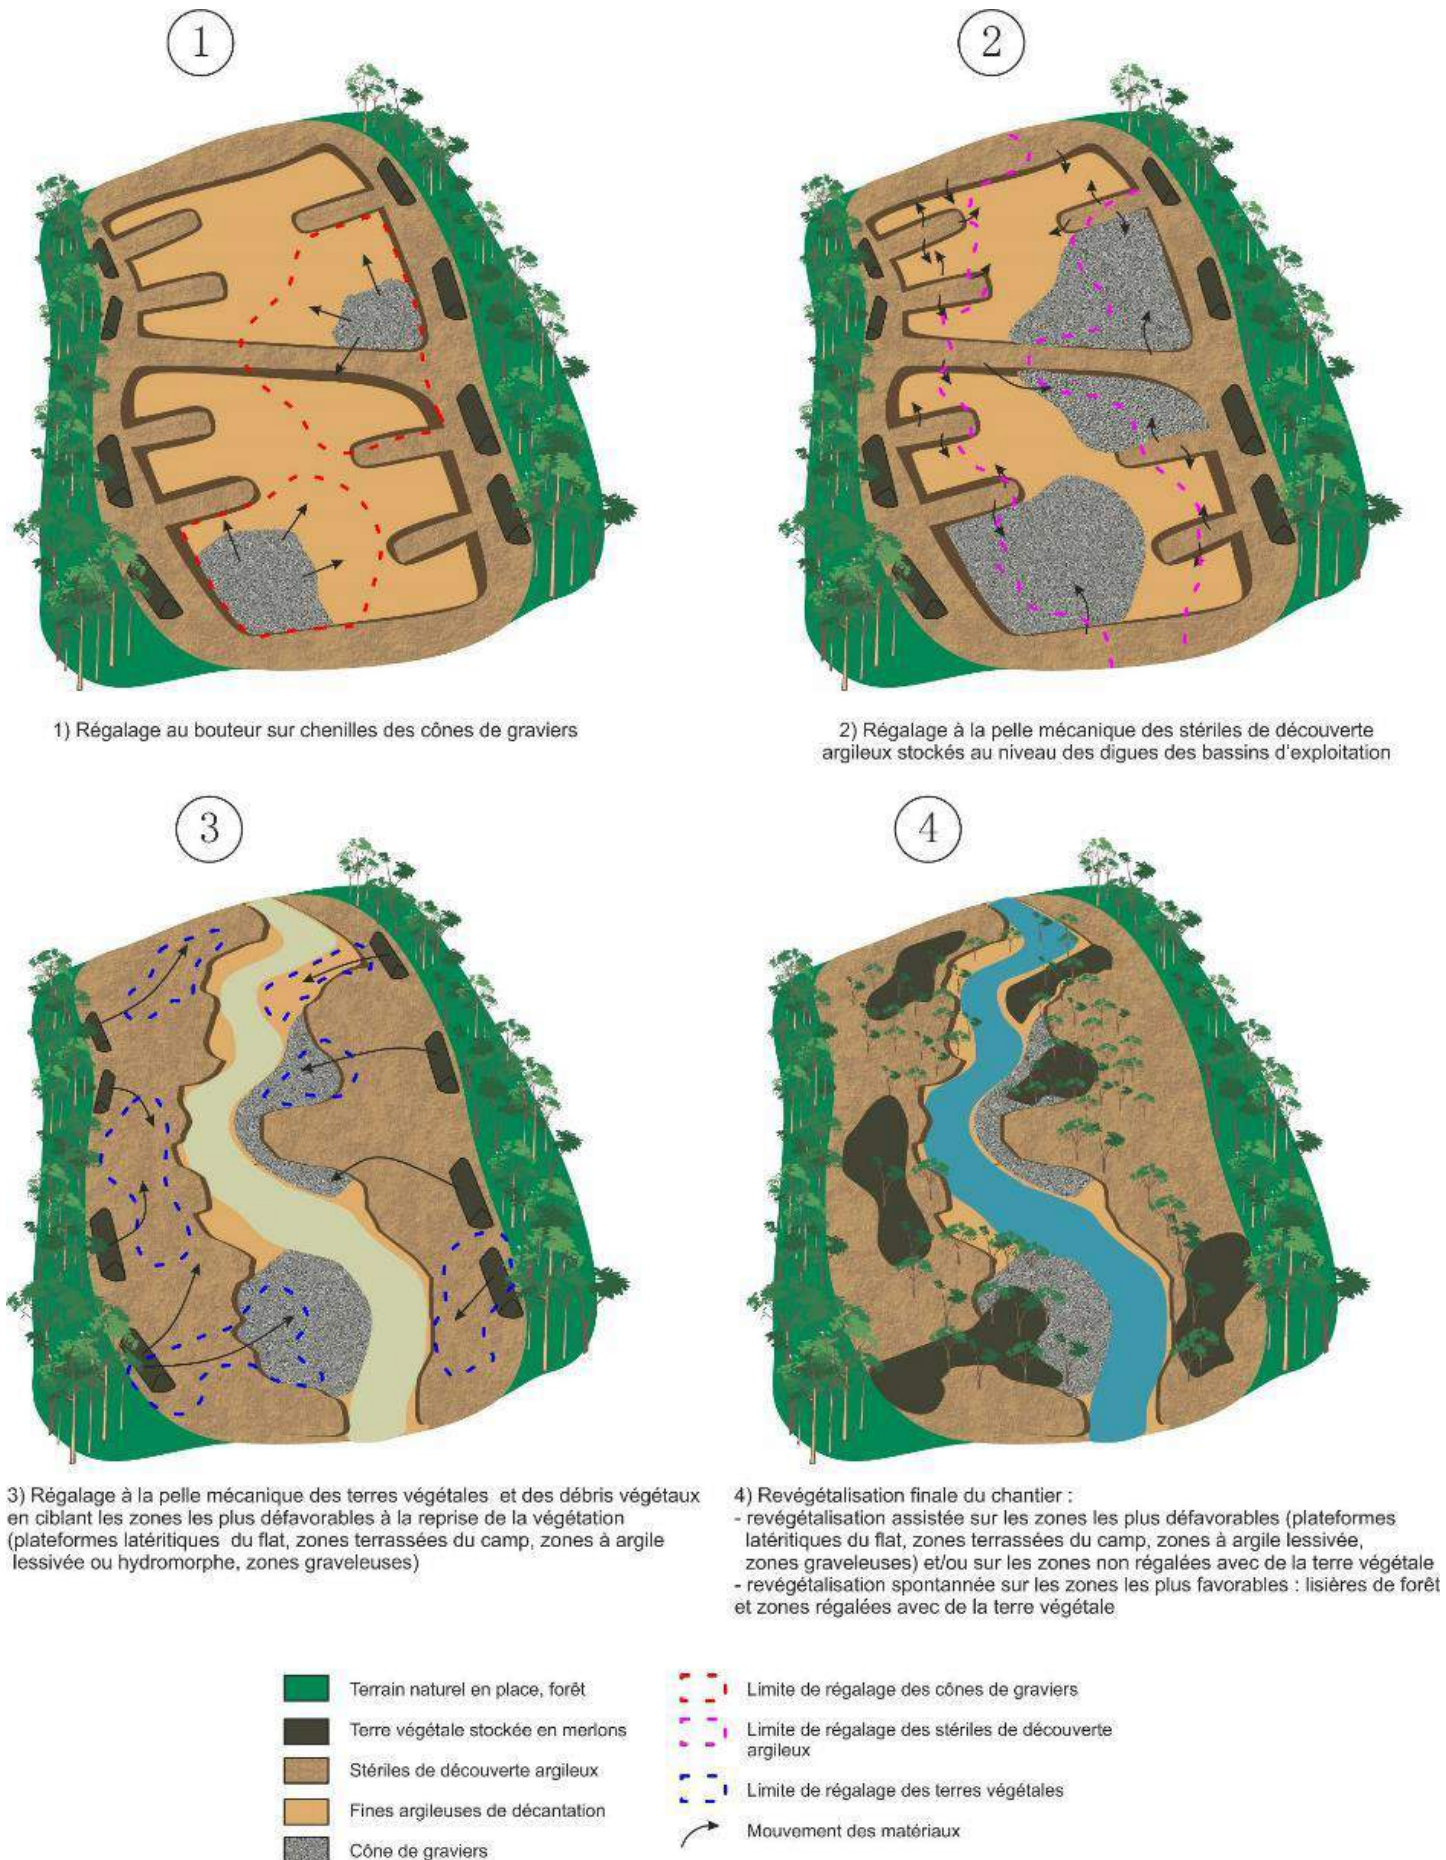 1
2
1) Régalage au bouteur sur chenilles des cônes de graviers
2) Régalage à la pelle mécanique des stériles de découverte
argileux stockés au niveau des digues des bassins d'exploitation
3
4
3) Régalage à la pelle mécanique des terres végétales et des débris végétaux
en ciblant les zones les plus défavorables à la reprise de la végétation
(plateformes latéritiques du flat, zones terrassées du camp, zones à argile
lessivée ou hydromorphe, zones graveleuses)
4) Revégétalisation finale du chantier :
- revégétalisation assistée sur les zones les plus défavorables (plateformes
latéritiques du flat, zones terrassées du camp, zones à argile lessivée,
zones graveleuses) et/ou sur les zones non régalées avec de la terre végétale
- revégétalisation spontannée sur les zones les plus favorables : lisières de forêt
et zones régalées avec de la terre végétale
Terrain naturel en place, forêt
Terre végétale stockée en merlons
Stériles de découverte argileux
Fines argileuses de décantation
Cône de graviers
Limite de régalage des cônes de graviers
Limite de régalage des stériles de découverte
argileux
Limite de régalage des terres végétales
Mouvement des matériaux